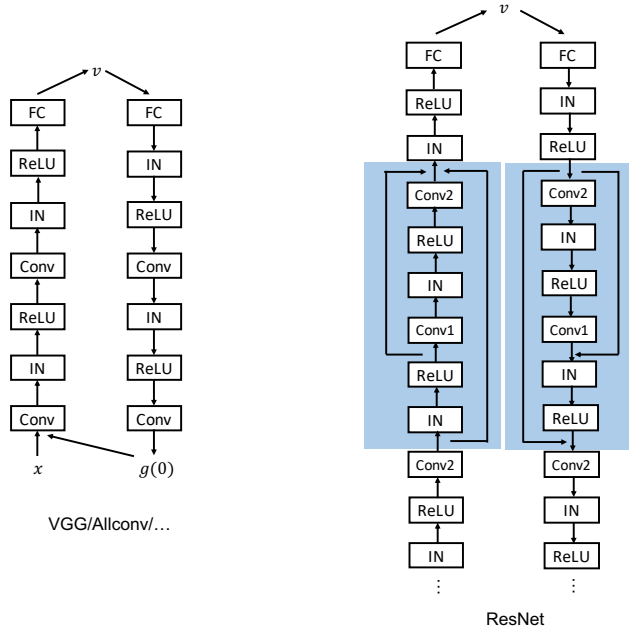 v
FC
FC
ReLU
IN
IN
ReLU
Conv
Conv
ReLU
IN
IN
ReLU
Conv
Conv
x
g(0)
VGG/Allconv/...
v
FC
FC
ReLU
IN
IN
ReLU
Conv2
Conv2
ReLU
IN
IN
ReLU
Conv1
Conv1
ReLU
IN
IN
ReLU
Conv2
Conv2
ReLU
IN
IN
ReLU
⋮
⋮
ResNet